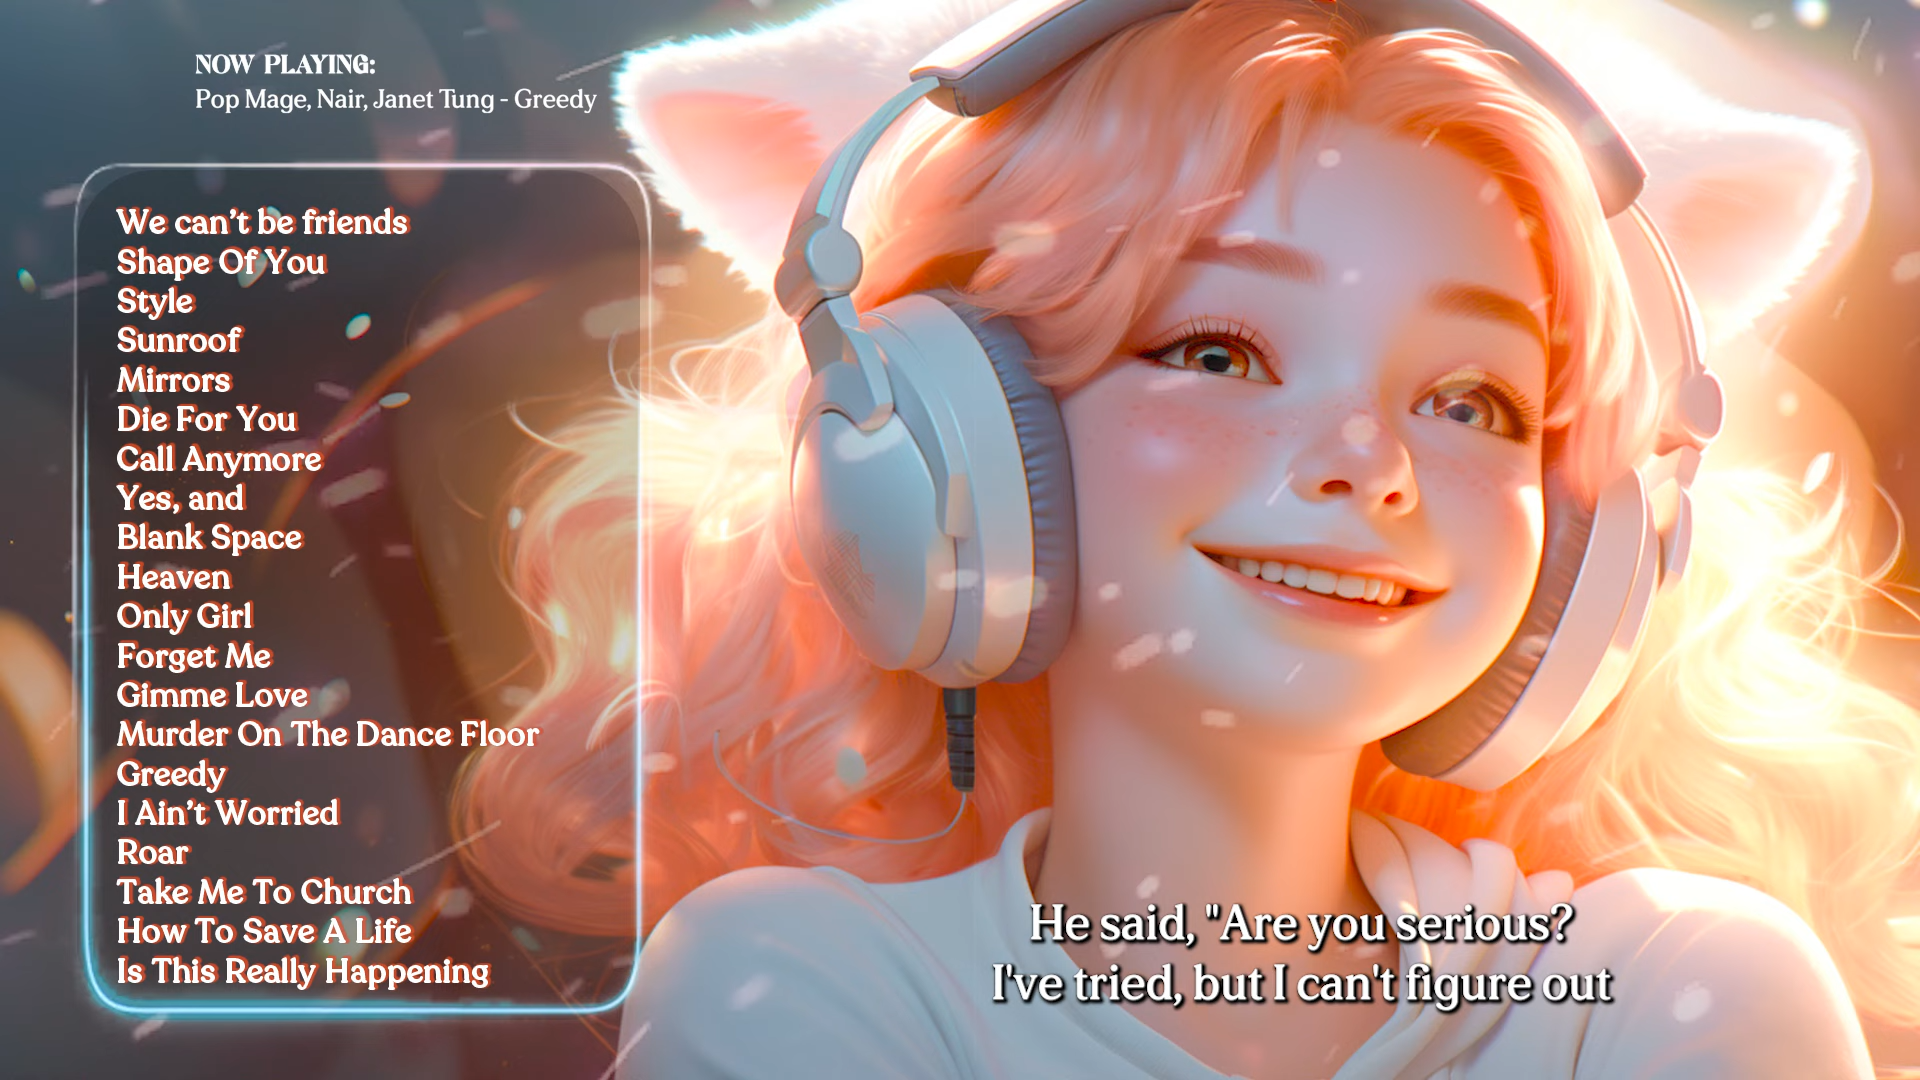 NOW PLAYING:
Pop Mage, Nair, Janet Tung - Greedy
We can’t be friends
Shape Of You
Style
Sunroof
Mirrors
Die For You
Call Anymore
Yes, and
Blank Space
Heaven
Only Girl
Forget Me
Gimme Love
Murder On The Dance Floor
Greedy
I Ain’t Worried
Roar
Take Me To Church
How To Save A Life
Is This Really Happening
He said, "Are you serious?
I've tried, but I can't figure out